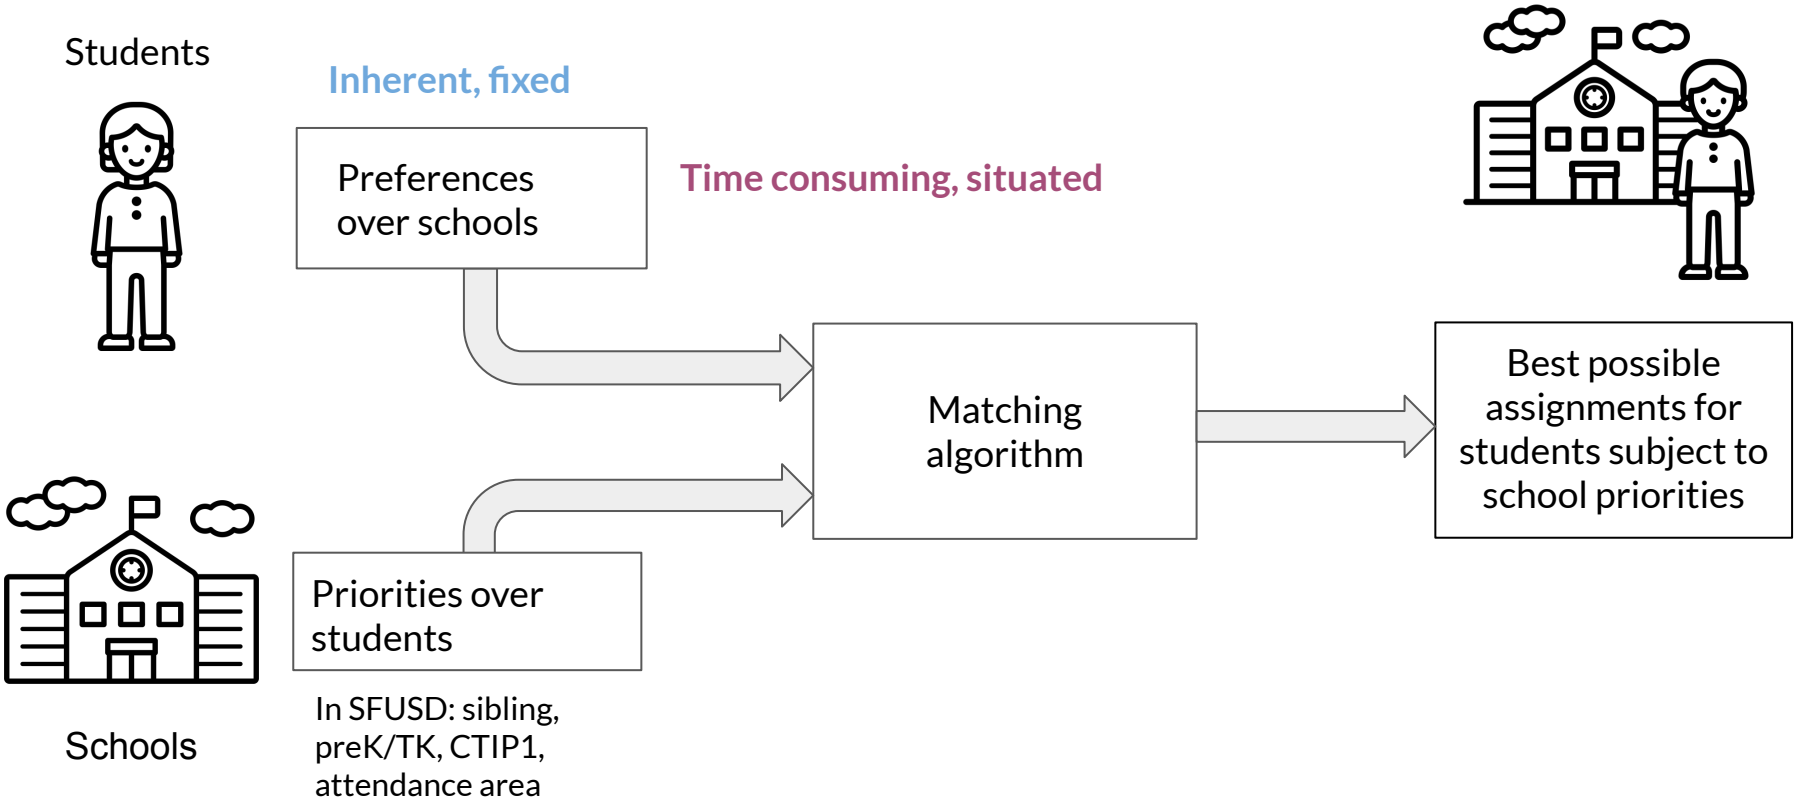 Students
Inherent, fixed
Preferences
over schools
Time consuming, situated
Matching
algorithm
Best possible
assignments for
students subject to
school priorities
Priorities over
students
In SFUSD: sibling,
preK/TK, CTIP1,
attendance area
Schools